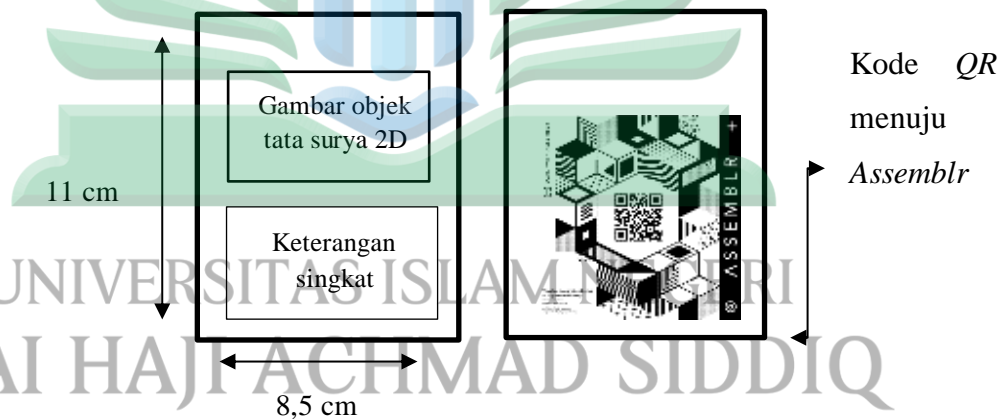 Gambar objek
tata surya 2D
11 cm
Keterangan
singkat
8,5 cm
ASSEMBLR
Kode QR
menuju
Assemblr
UNIVERSITAS ISLAM NEGERI
AI HAJI ACHMAD SIDDIQ